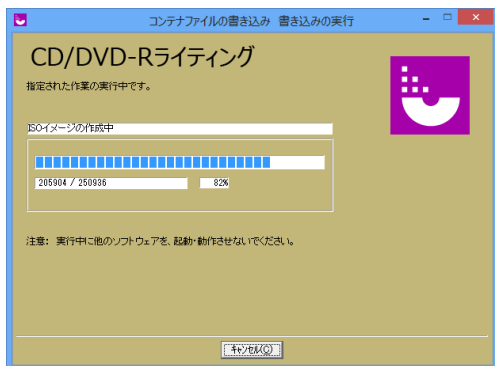 コンテナファイルの書き込み 書き込みの実行
CD/DVD-Rライティング
指定された作業の実行中です。
ISOイメージの作成中
205904 / 250936 82%
注意: 実行中に他のソフトウェアを、起動・動作させないでください。
キャンセル(C)